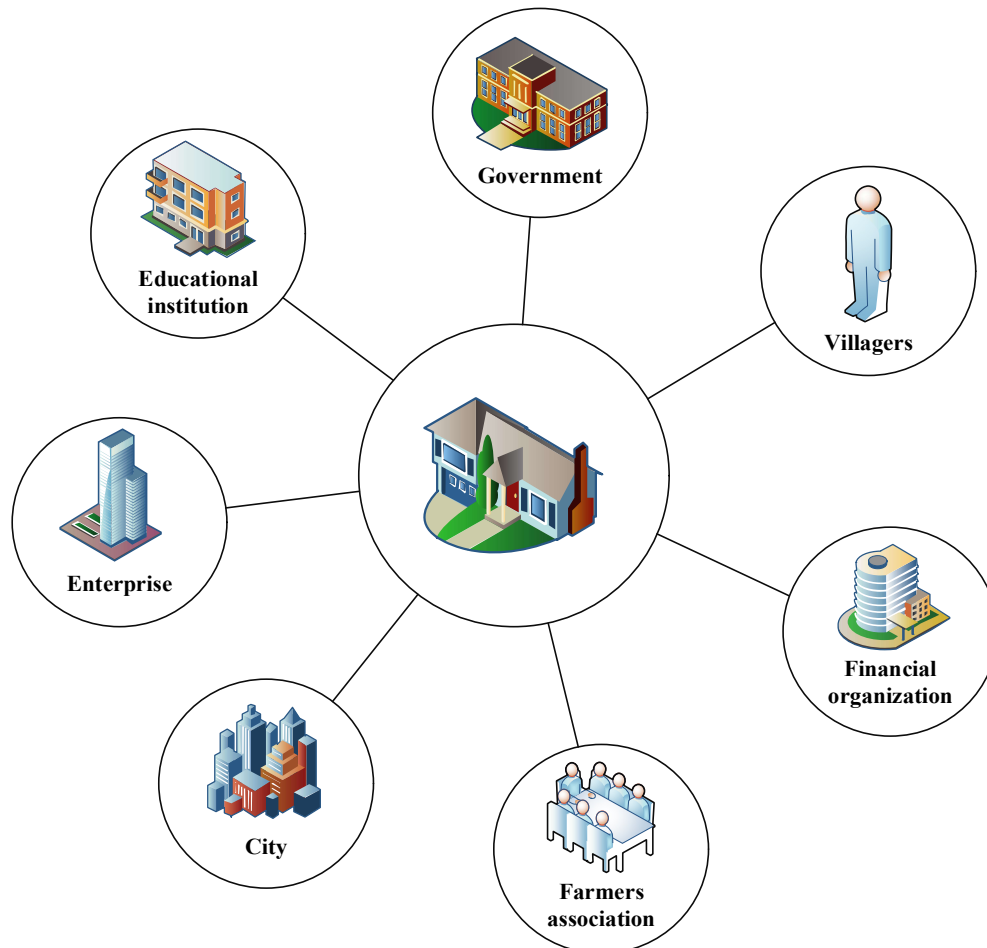 Government
Educational
institution
Villagers
Enterprise
Financial
organization
City
Farmers
association